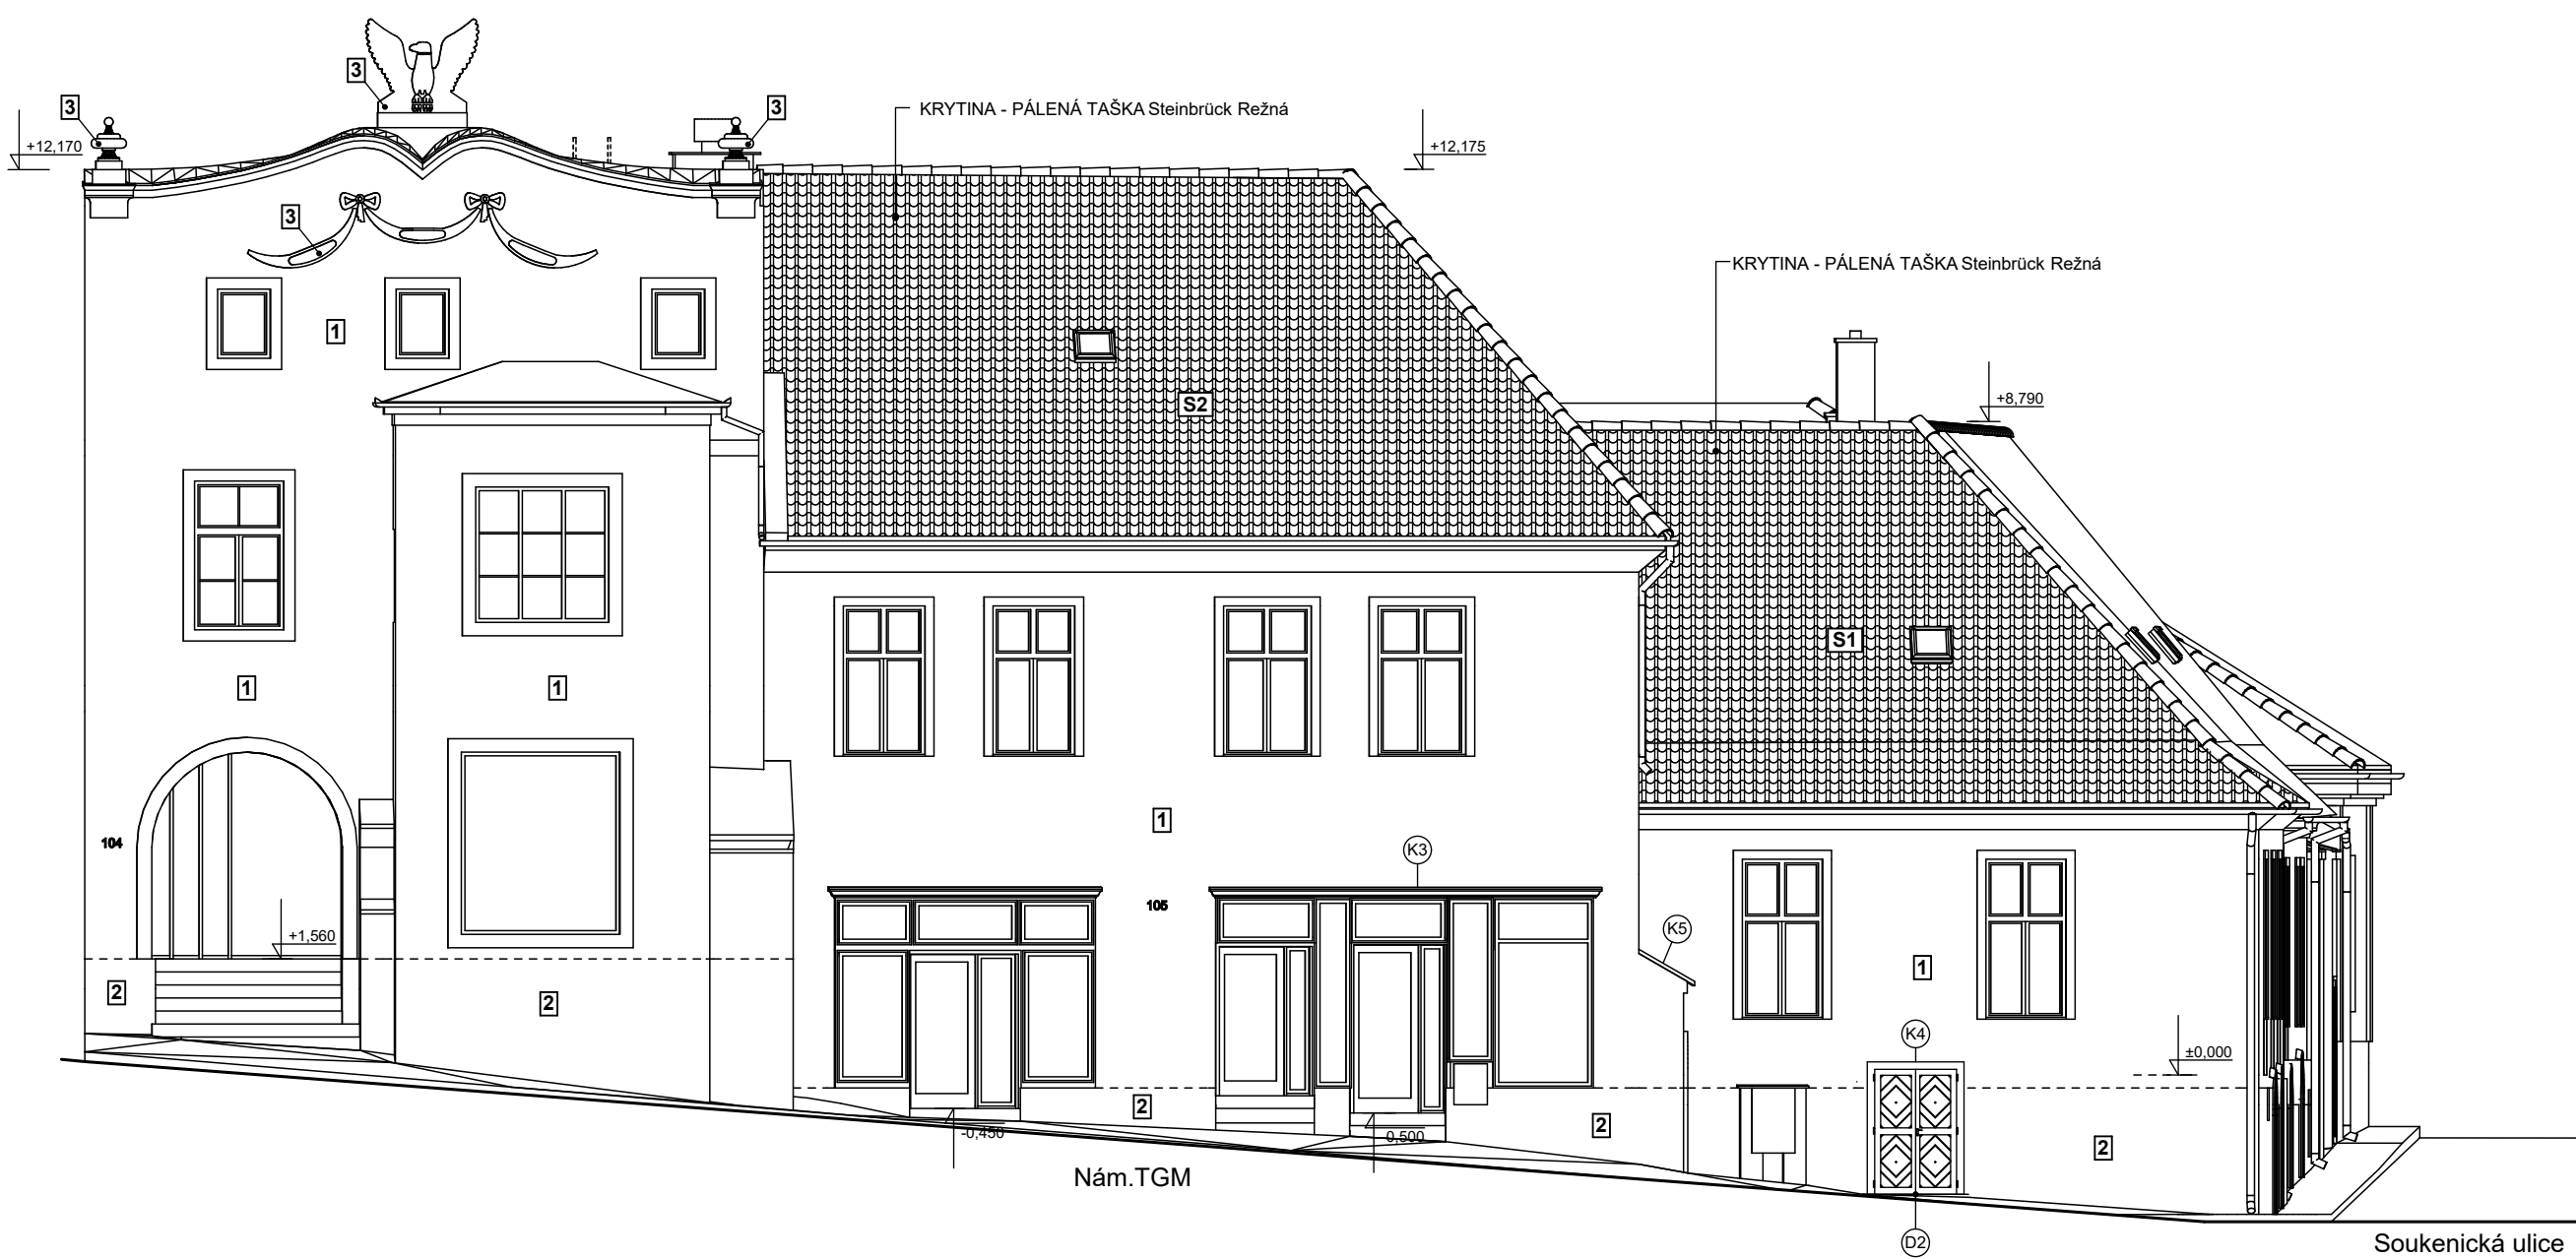 3
3
3
KRYTINA - PÁLENÁ TAŠKA Steinbrück Režná
+12,170
+12,175
3
KRYTINA - PÁLENÁ TAŠKA Steinbrück Režná
1
S2
+8,790
S1
1
1
1
104
K3
105
K5
+1,560
1
2
2
K4
±0,000
2
2
2
-0,450
-0,500
Nám.TGM
D2
Soukenická ulice